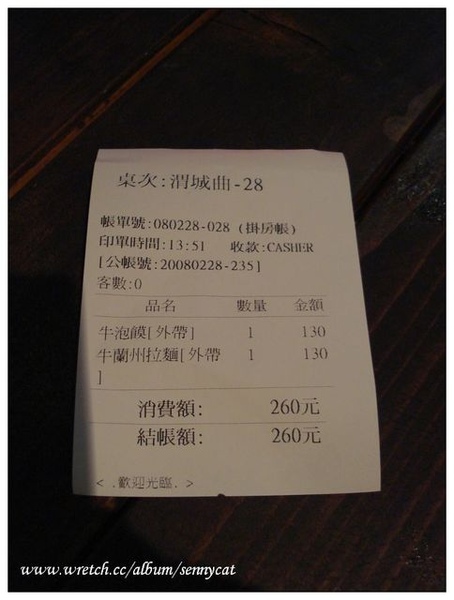 桌次:渭城曲-28
帳單號:080228-028 (掛房帳)
印單時間:13:51 收款:CASHER
[公帳號:20080228-235]
客數:0
品名 數量 金額
牛泡饃[外帶] 1 130
牛蘭州拉麵[外帶 1 130
]
消費額: 260元
結帳額: 260元
< .歡迎光臨. >
www.wretch.cc/album/sennycat